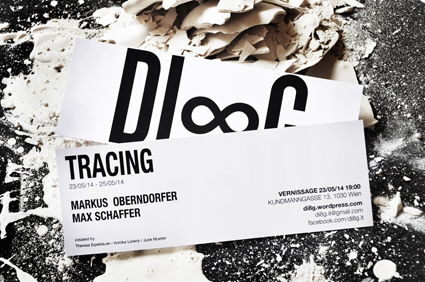 DI∞G
TRACING
23/05/14 - 25/05/14
MARKUS OBERNDORFER
MAX SCHAFFER
initiated by
Theresa Eipeldauer / Annika Lorenz / Julie Mueller
VERNISSAGE 23/05/14 19:00
KUNDMANNGASSE 13, 1030 Wien
di8g.wordpress.com
di8g.it@gmail.com
facebook.com/di8g.it